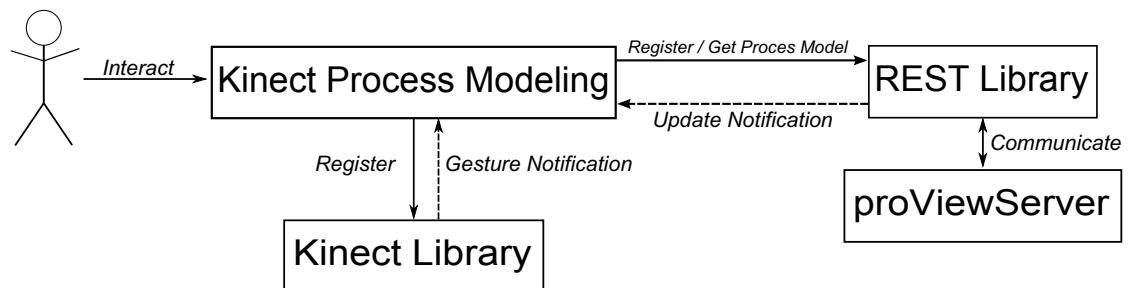 Interact
Kinect Process Modeling
Register / Get Proces Model
REST Library
Update Notification
Communicate
Register
Gesture Notification
proViewServer
Kinect Library